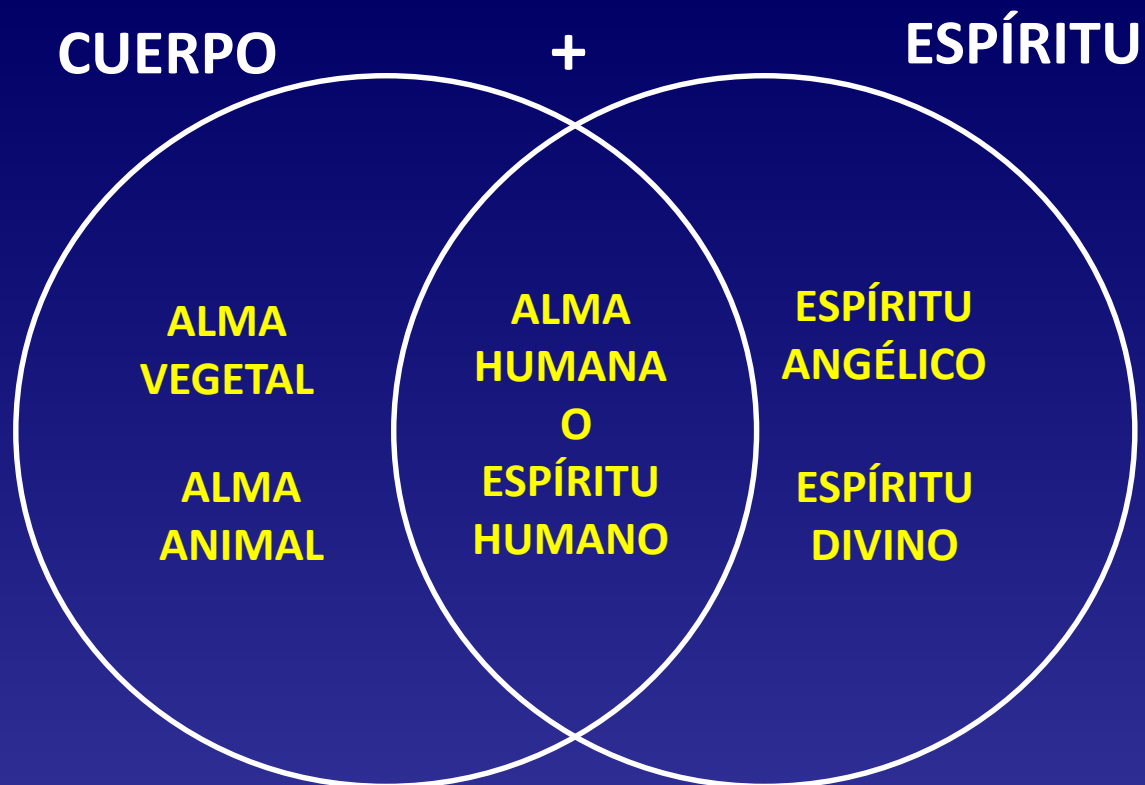 CUERPO + ESPÍRITU
ALMA
VEGETAL
ALMA
ANIMAL
ALMA
HUMANA
O
ESPÍRITU
HUMANO
ESPÍRITU
ANGÉLICO
ESPÍRITU
DIVINO